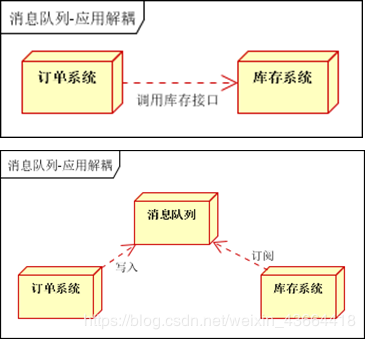 消息队列-应用解耦
订单系统
库存系统
调用库存接口
消息队列-应用解耦
消息队列
写入
订阅
订单系统
库存系统
https://blog.csdn.net/weixin_43664418